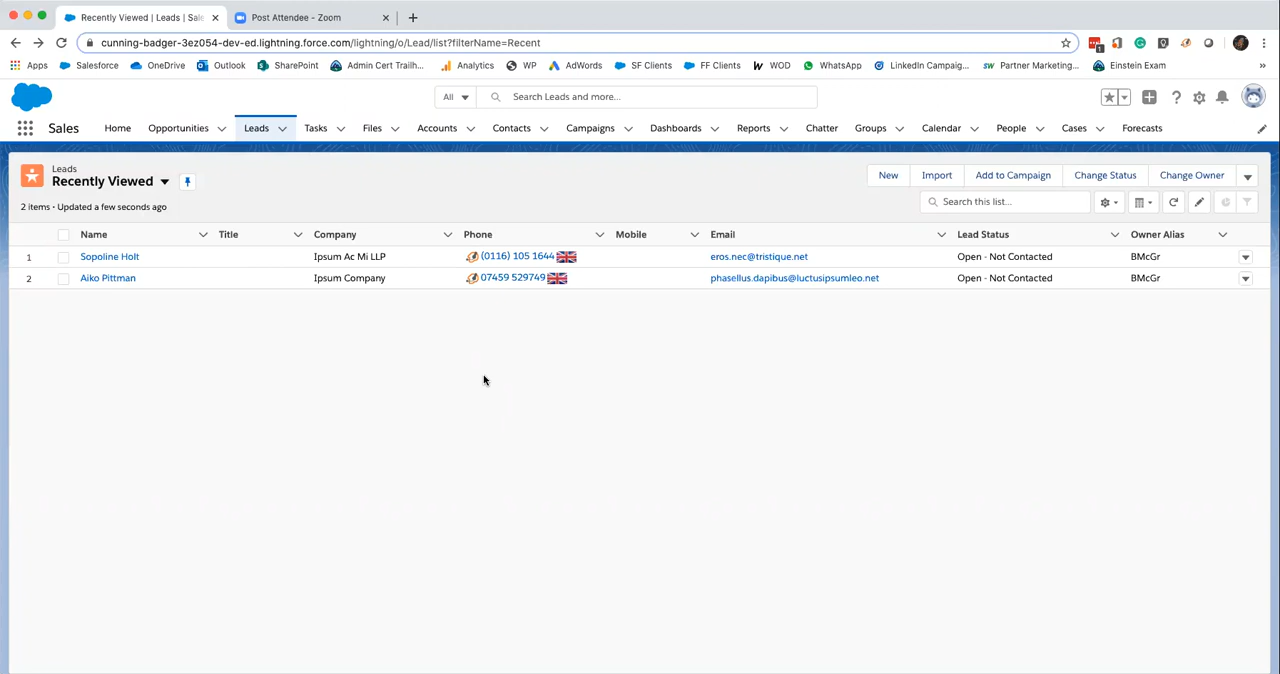 Recently Viewed | Leads | Sale
Post Attendee - Zoom
cunning-badger-3ez054-dev-ed.lightning.force.com/lightning/o/Lead/list?filterName=Recent
Apps Salesforce OneDrive Outlook SharePoint Admin Cert Trailh... Analytics WP AdWords SF Clients FF Clients WOD WhatsApp LinkedIn Campaig... Partner Marketing... Einstein Exam »
All Search Leads and more...
Sales Home Opportunities Leads Tasks Files Accounts Contacts Campaigns Dashboards Reports Chatter Groups Calendar People Cases Forecasts
Leads
Recently Viewed
New Import Add to Campaign Change Status Change Owner
2 items • Updated a few seconds ago
Search this list...
Name Title Company Phone Mobile Email Lead Status Owner Alias
1 Sopoline Holt Ipsum Ac Mi LLP (0116) 105 1644 eros.nec@tristique.net Open - Not Contacted BMcGr
2 Aiko Pittman Ipsum Company 07459 529749 phasellus.dapibus@luctusipsumleo.net Open - Not Contacted BMcGr